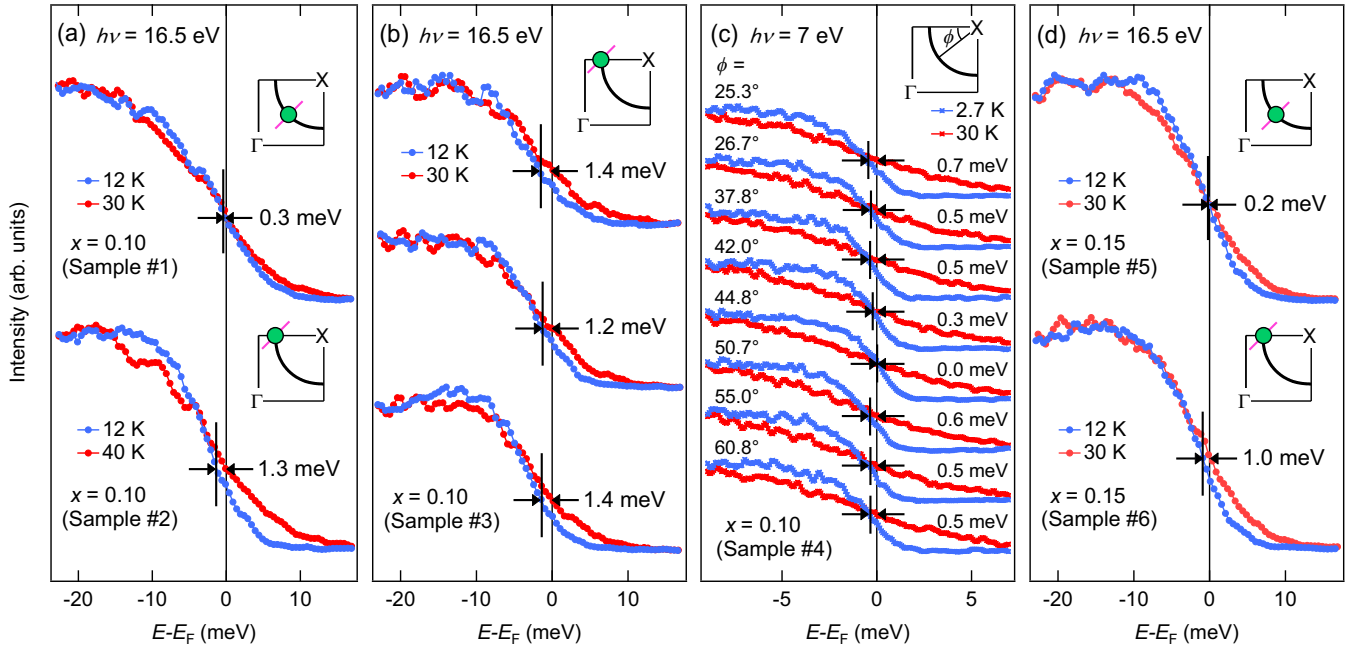 (a) hν = 16.5 eV
X
Γ
12 K
30 K
0.3 meV
x = 0.10
(Sample #1)
X
Γ
12 K
40 K
1.3 meV
x = 0.10
(Sample #2)
-20 -10 0 10
E-EF (meV)
Intensity (arb. units)
(b) hν = 16.5 eV
X
Γ
12 K
30 K
1.4 meV
1.2 meV
1.4 meV
x = 0.10
(Sample #3)
-20 -10 0 10
E-EF (meV)
(c) hν = 7 eV
ϕ =
X
ϕ
Γ
2.7 K
30 K
25.3°
0.7 meV
26.7°
0.5 meV
37.8°
0.5 meV
42.0°
0.3 meV
44.8°
0.0 meV
50.7°
0.6 meV
55.0°
0.5 meV
60.8°
0.5 meV
x = 0.10
(Sample #4)
-5 0 5
E-EF (meV)
(d) hν = 16.5 eV
X
Γ
12 K
30 K
0.2 meV
x = 0.15
(Sample #5)
X
Γ
12 K
30 K
1.0 meV
x = 0.15
(Sample #6)
-20 -10 0 10
E-EF (meV)